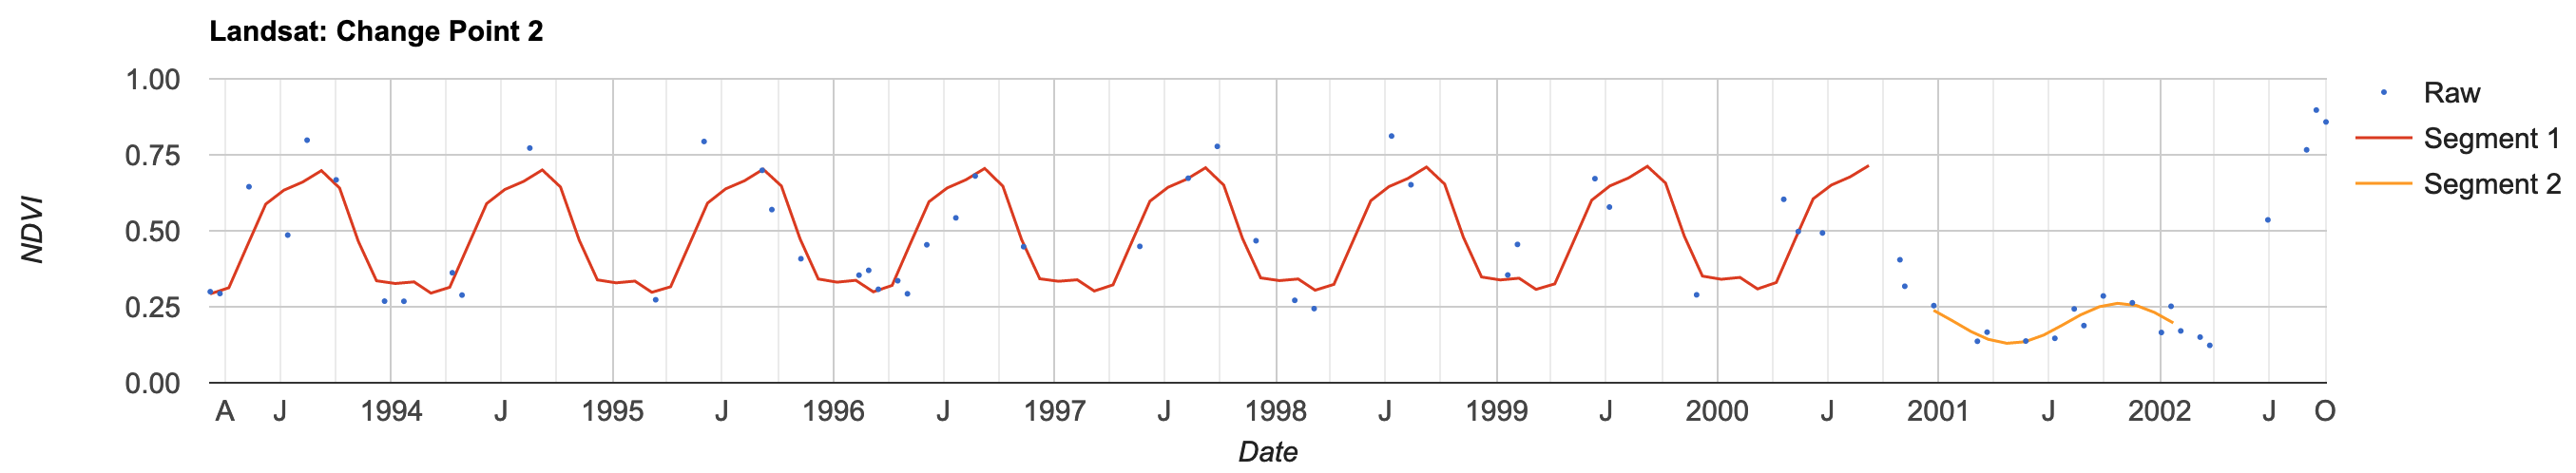 Landsat: Change Point 2
1.00
0.75
0.50
0.25
0.00
NDVI
A J 1994 J 1995 J 1996 J 1997 J 1998 J 1999 J 2000 J 2001 J 2002 J O
Date
Raw
Segment 1
Segment 2